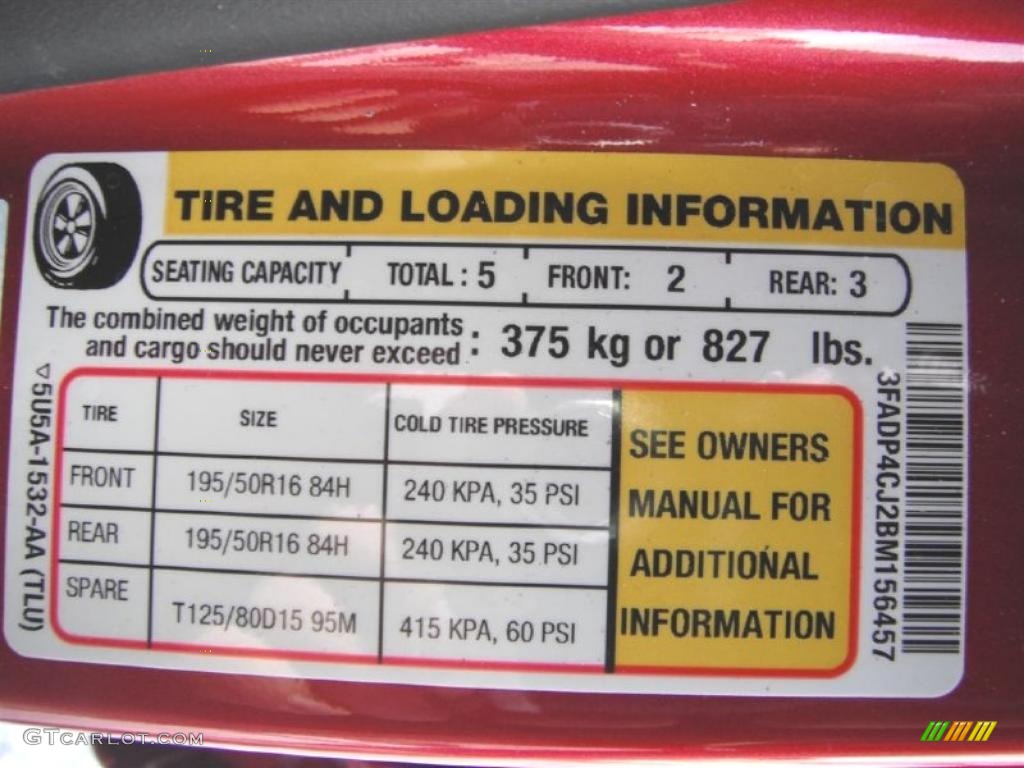 TIRE AND LOADING INFORMATION
SEATING CAPACITY TOTAL : 5 FRONT: 2 REAR: 3
The combined weight of occupants
and cargo should never exceed : 375 kg or 827 lbs.
TIRE SIZE COLD TIRE PRESSURE
FRONT 195/50R16 84H 240 KPA, 35 PSI
REAR 195/50R16 84H 240 KPA, 35 PSI
SPARE T125/80D15 95M 415 KPA, 60 PSI
SEE OWNERS
MANUAL FOR
ADDITIONAL
INFORMATION
5U5A-1532-AA (TLU)
3FADP4CJ2BM156457
GTCARLOT.COM